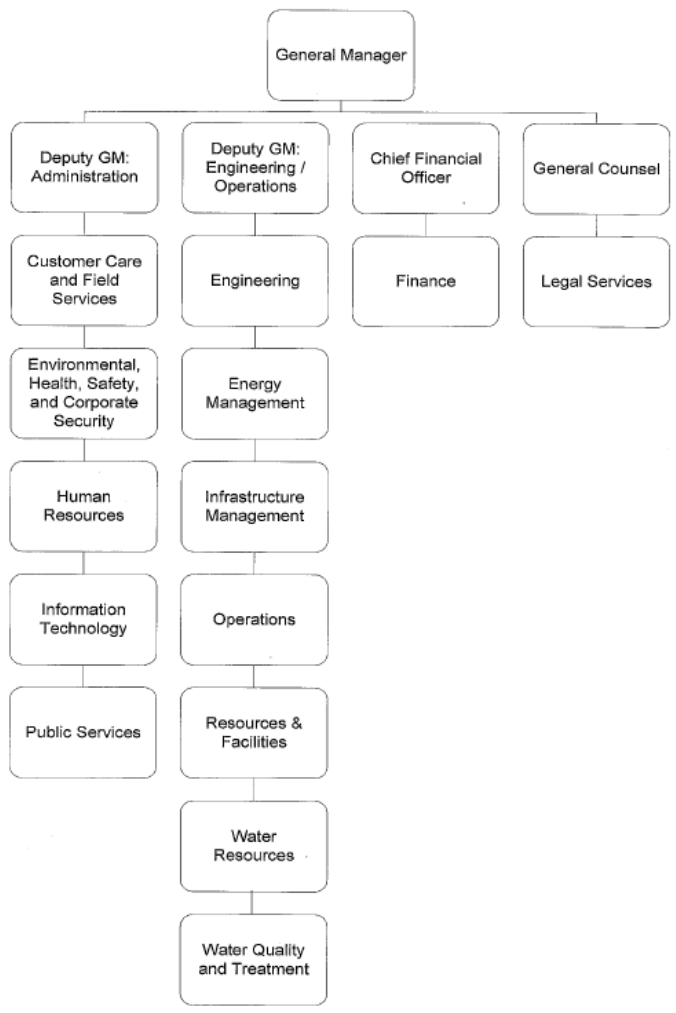 General Manager
Deputy GM:
Administration
Deputy GM:
Engineering /
Operations
Chief Financial
Officer
General Counsel
Customer Care
and Field
Services
Engineering
Finance
Legal Services
Environmental,
Health, Safety,
and Corporate
Security
Energy
Management
Human
Resources
Infrastructure
Management
Information
Technology
Operations
Public Services
Resources &
Facilities
Water
Resources
Water Quality
and Treatment